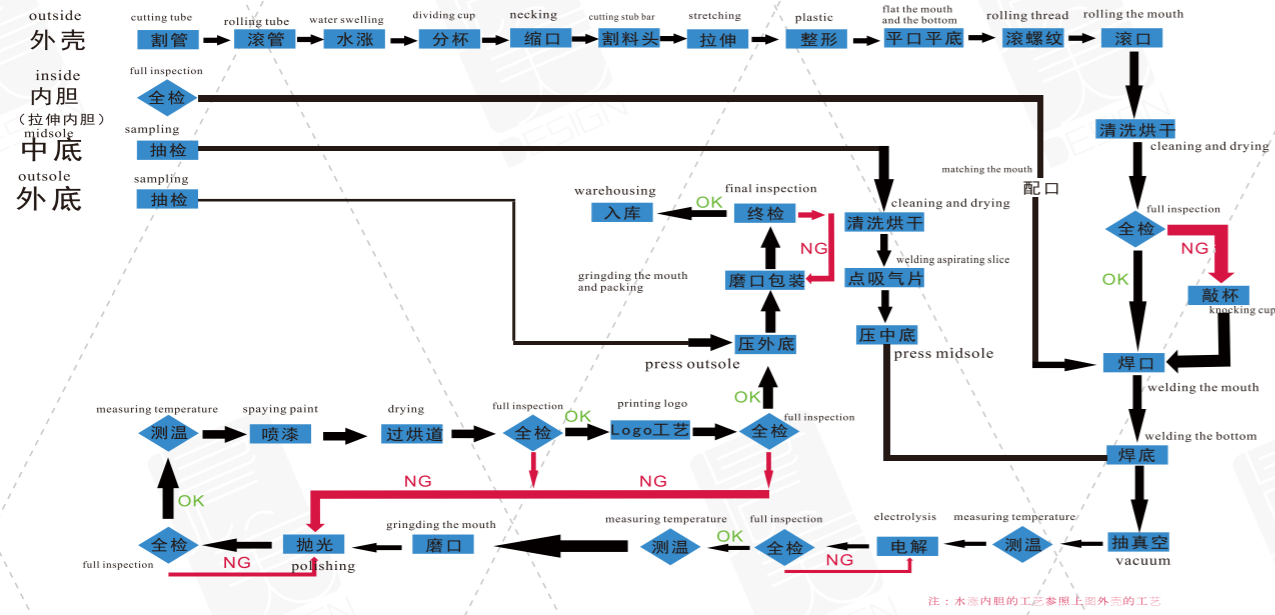 outside
外壳
cutting tube
割管
rolling tube
滚管
water swelling
水涨
dividing cup
分杯
necking
缩口
cutting stub bar
割料头
stretching
拉伸
plastic
整形
flat the mouth
and the bottom
平口平底
rolling thread
滚螺纹
rolling the mouth
滚口
inside
内胆
（拉伸内胆）
full inspection
全检
midsole
中底
sampling
抽检
outsole
外底
sampling
抽检
清洗烘干
cleaning and drying
matching the mouth
配口
full inspection
全检
NG
OK
敲杯
knocking cup
焊口
welding the mouth
welding the bottom
焊底
cleaning and drying
清洗烘干
welding aspirating slice
点吸气片
压中底
press midsole
warehousing
入库
OK
final inspection
终检
NG
gringding the mouth
and packing
磨口包装
压外底
press outsole
OK
measuring temperature
测温
spaying paint
喷漆
drying
过烘道
full inspection
全检
OK
printing logo
Logo工艺
full inspection
全检
NG
NG
OK
全检
full inspection
NG
抛光
polishing
gringding the mouth
磨口
measuring temperature
测温
OK
full inspection
全检
NG
electrolysis
电解
measuring temperature
测温
抽真空
vacuum
注：水涨内胆的工艺参照上图外壳的工艺
DESIGN